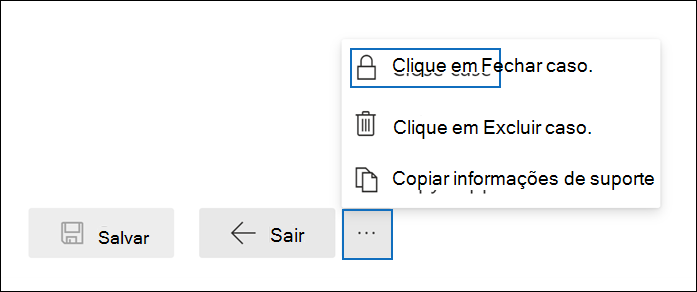 Clique em Fechar caso.
Clique em Excluir caso.
Copiar informações de suporte
Salvar
Sair
...